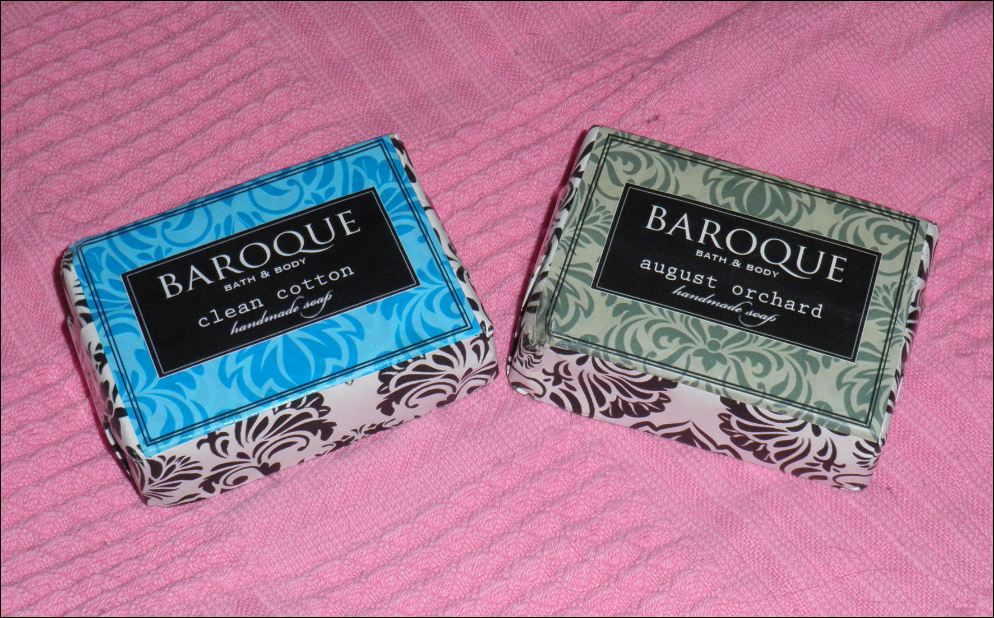 BAROQUE
BATH & BODY
clean cotton
handmade soap
BAROQUE
BATH & BODY
august orchard
handmade soap